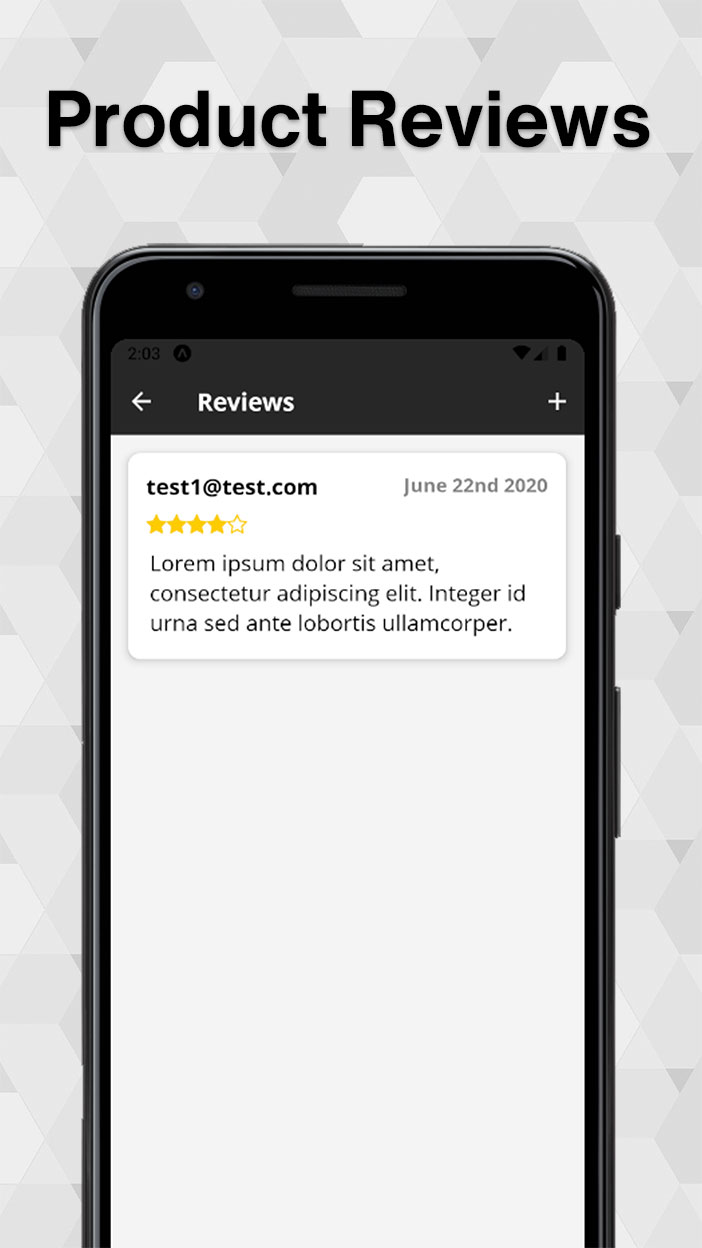 Product Reviews
2:03
Reviews
test1@test.com June 22nd 2020
Lorem ipsum dolor sit amet,
consectetur adipiscing elit. Integer id
urna sed ante lobortis ullamcorper.